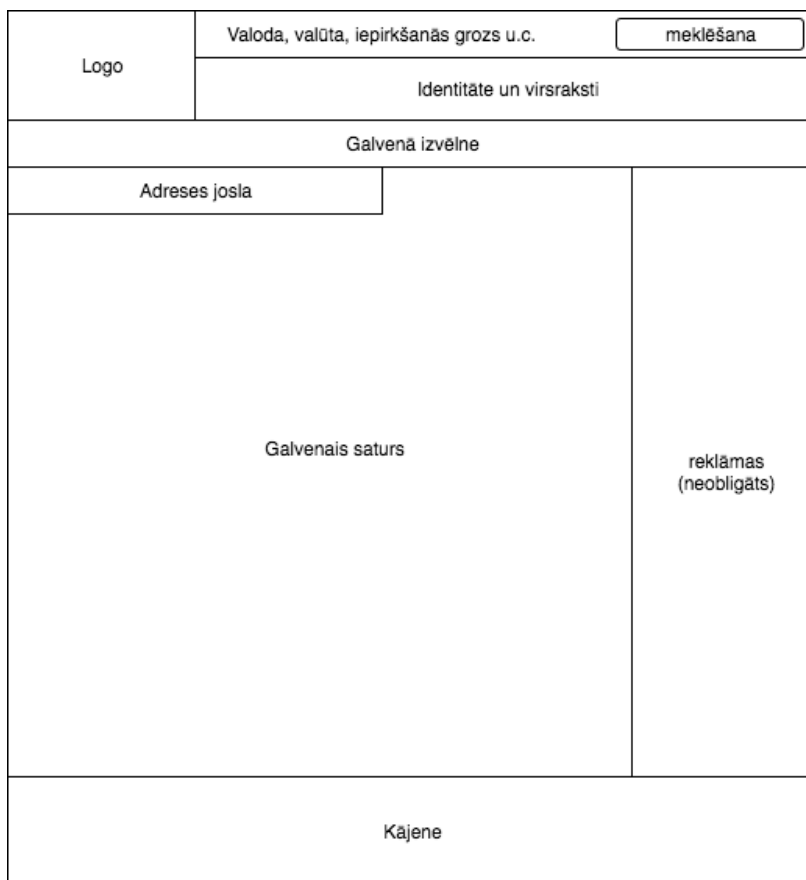 Logo
Valoda, valūta, iepirkšanās grozs u.c.
meklēšana
Identitāte un virsraksti
Galvenā izvēlne
Adreses josla
Galvenais saturs
reklāmas
(neobligāts)
Kājene